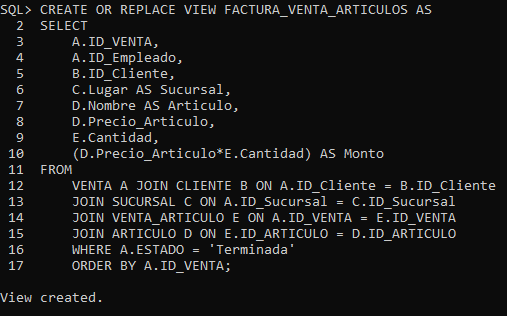 SQL> CREATE OR REPLACE VIEW FACTURA_VENTA_ARTICULOS AS
  2  SELECT
  3      A.ID_VENTA,
  4      A.ID_Empleado,
  5      B.ID_Cliente,
  6      C.Lugar AS Sucursal,
  7      D.Nombre AS Articulo,
  8      D.Precio_Articulo,
  9      E.Cantidad,
 10      (D.Precio_Articulo*E.Cantidad) AS Monto
 11  FROM
 12      VENTA A JOIN CLIENTE B ON A.ID_Cliente = B.ID_Cliente
 13      JOIN SUCURSAL C ON A.ID_Sucursal = C.ID_Sucursal
 14      JOIN VENTA_ARTICULO E ON A.ID_VENTA = E.ID_VENTA
 15      JOIN ARTICULO D ON E.ID_ARTICULO = D.ID_ARTICULO
 16      WHERE A.ESTADO = 'Terminada'
 17      ORDER BY A.ID_VENTA;

View created.